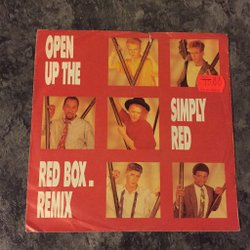 OPEN
UP THE
SIMPLY
RED
RED BOX.
REMIX